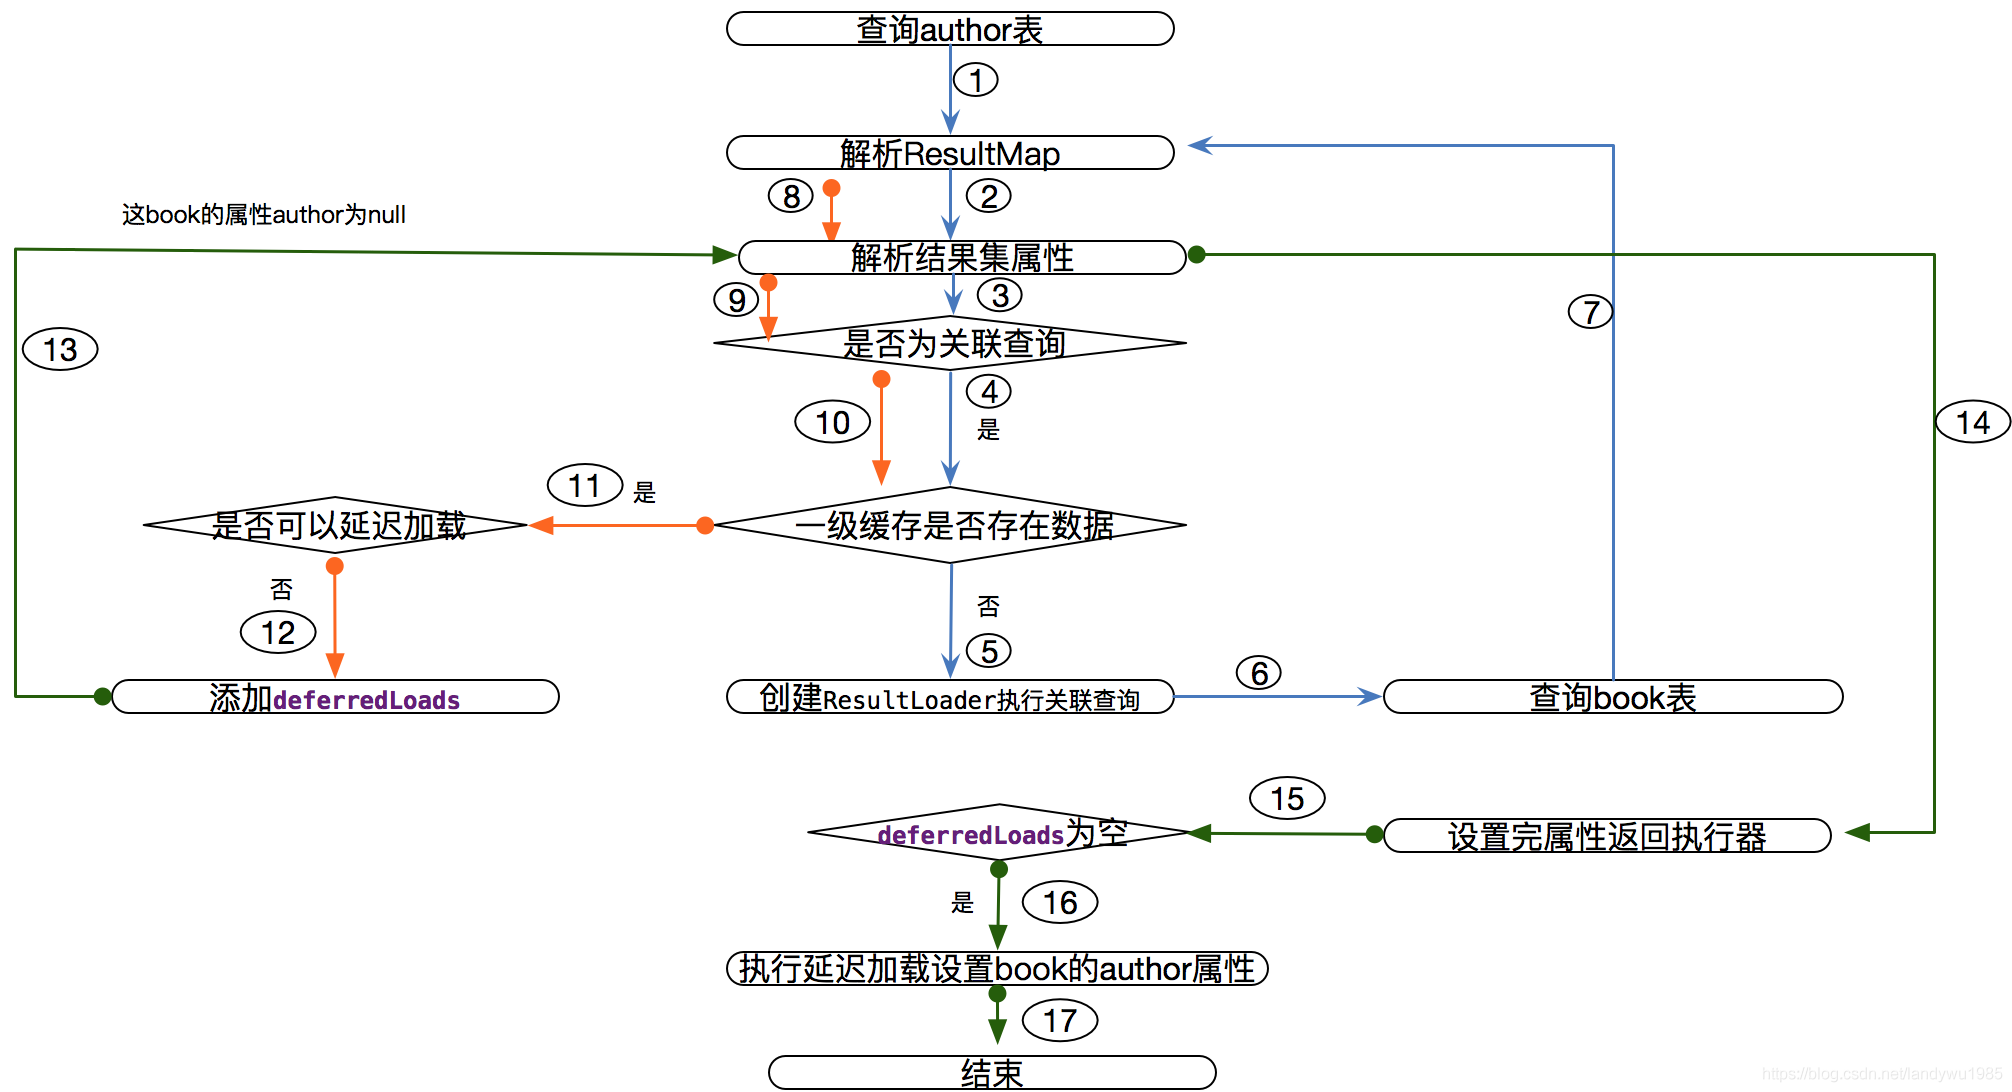 查询author表
1
解析ResultMap
8
2
这book的属性author为null
解析结果集属性
9
3
7
13
是否为关联查询
4
10
14
是
11
是
是否可以延迟加载
一级缓存是否存在数据
否
否
12
5
6
添加deferredLoads
创建ResultLoader执行关联查询
查询book表
15
deferredLoads为空
设置完属性返回执行器
是
16
执行延迟加载设置book的author属性
17
结束
https://blog.csdn.net/landywu1985